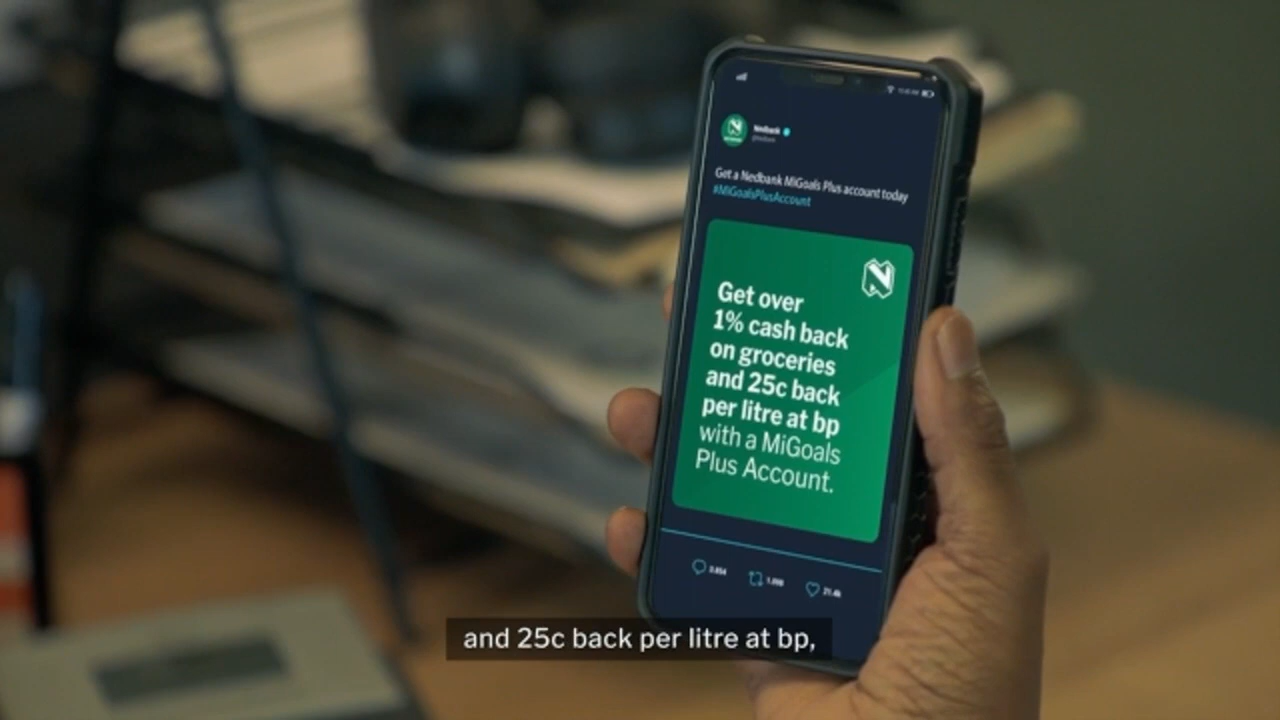 Nedbank
Get a Nedbank MiGoals Plus account today
#MiGoalsPlusAccount
Get over
1% cash back
on groceries
and 25c back
per litre at bp
with a MiGoals
Plus Account.
and 25c back per litre at bp,